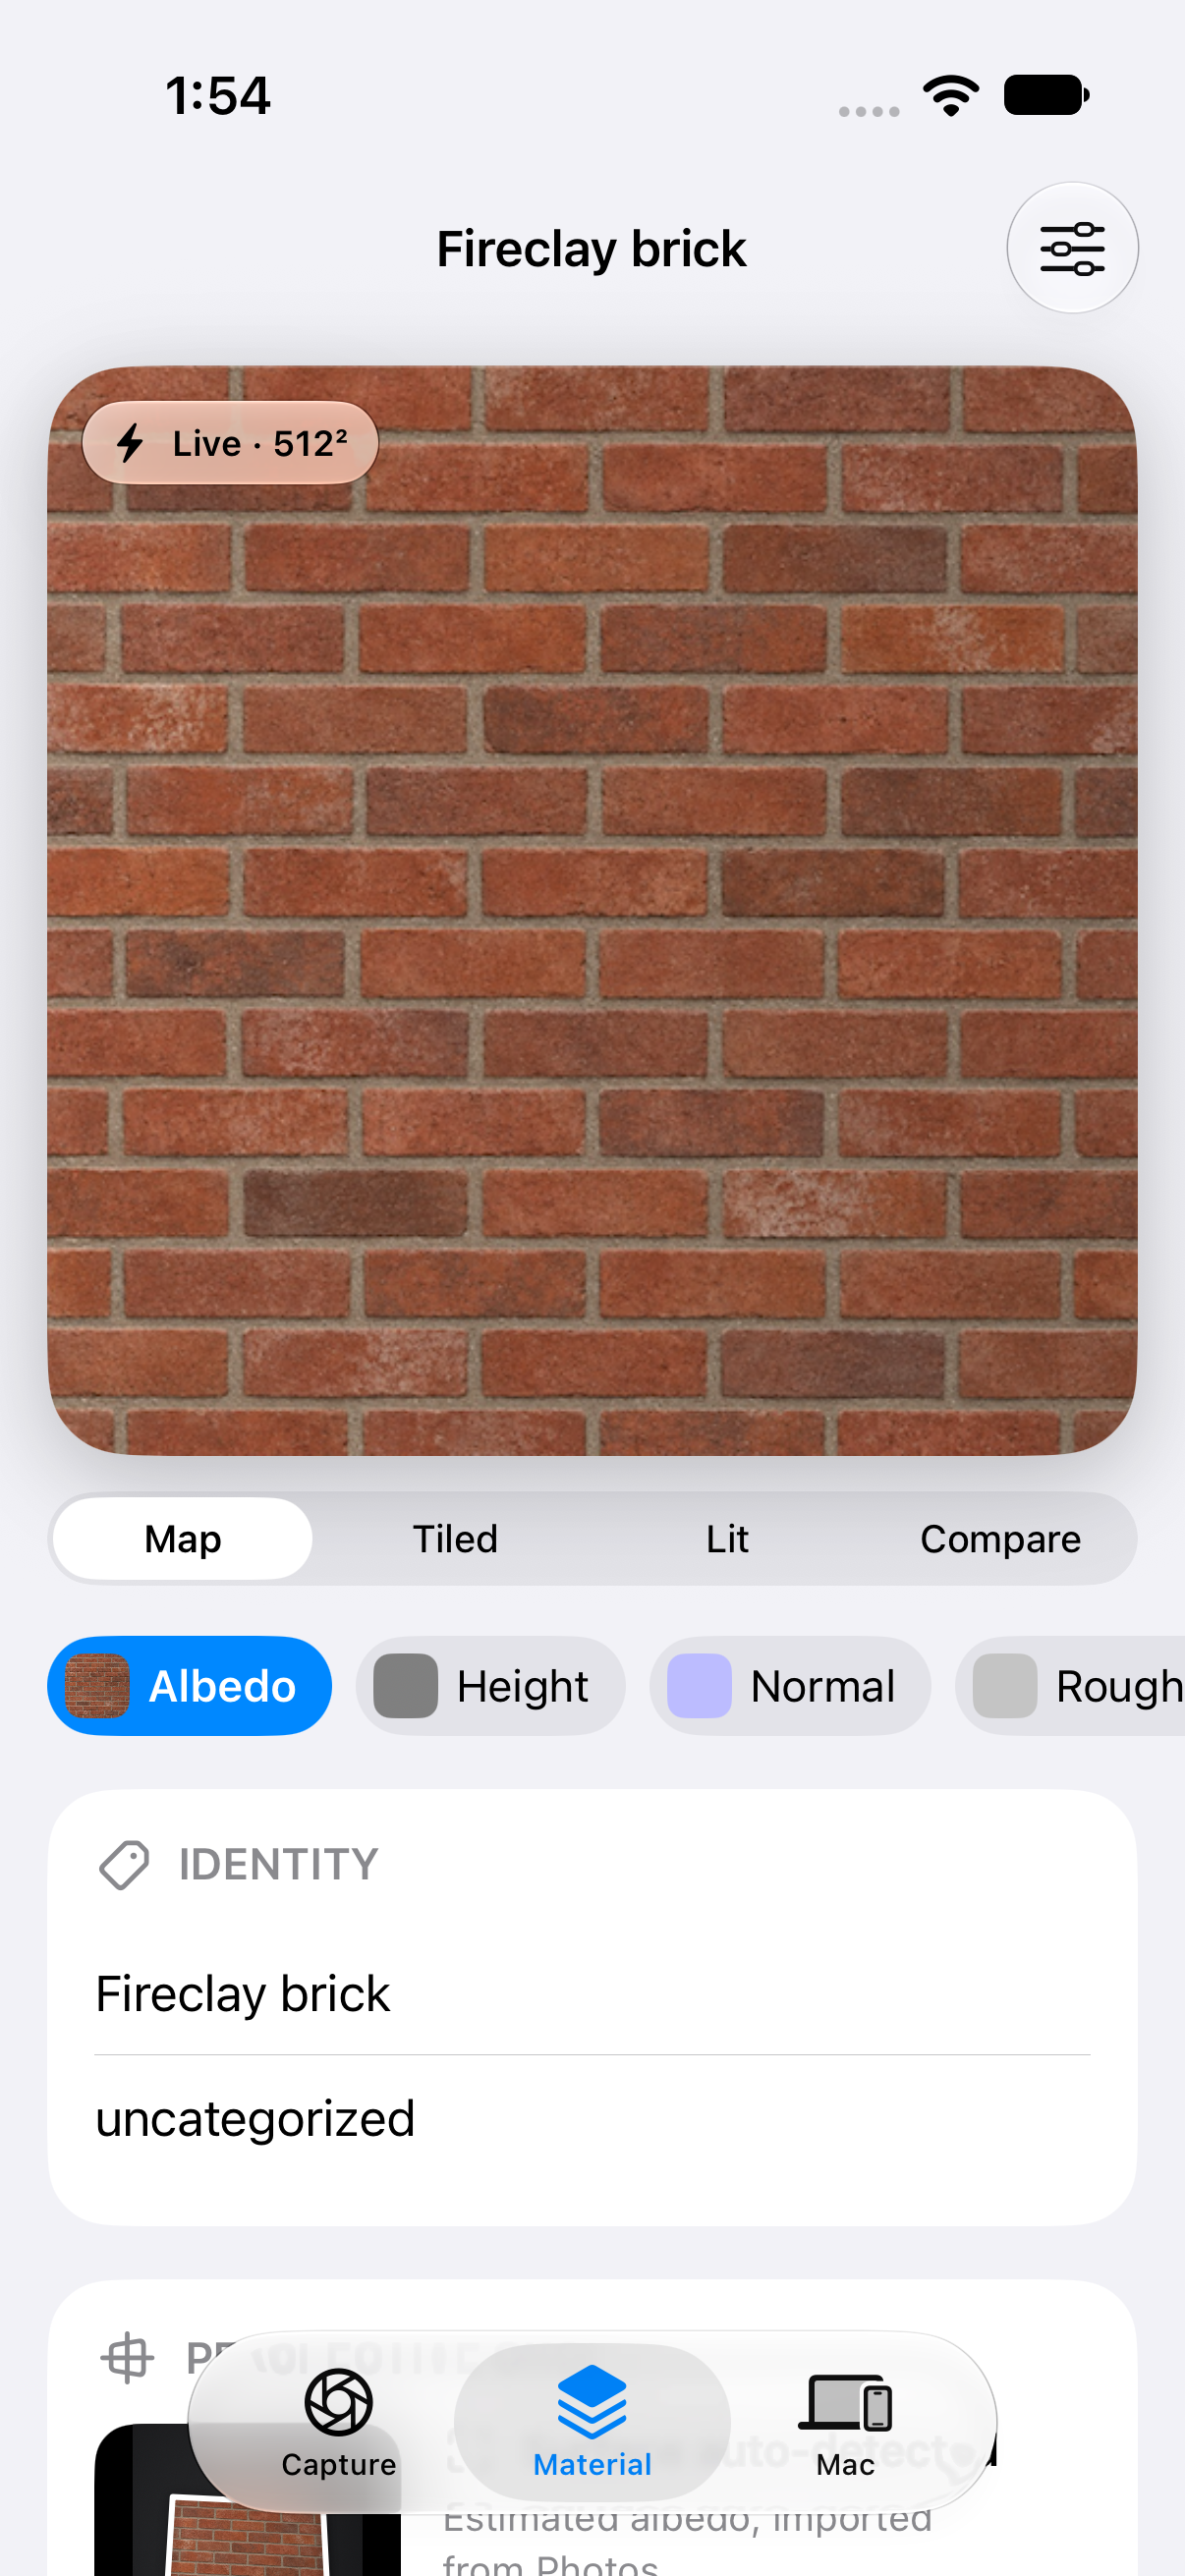 1:54
Fireclay brick
Live · 512²
Map
Tiled
Lit
Compare
Albedo
Height
Normal
Rough
IDENTITY
Fireclay brick
uncategorized
Capture
Material
Mac
Estimated albedo, imported
from Photos